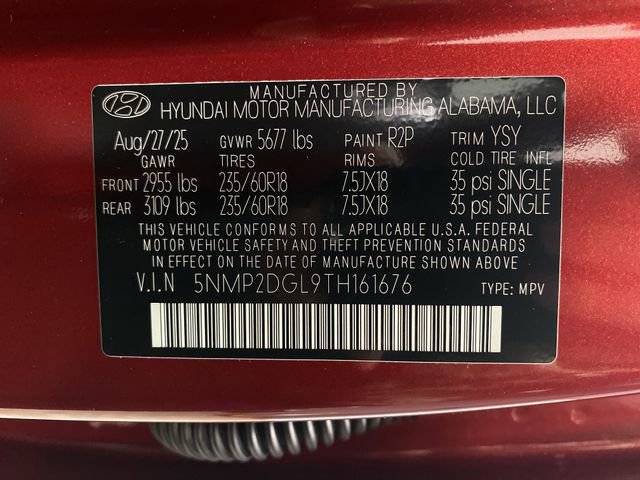 MANUFACTURED BY
HYUNDAI MOTOR MANUFACTURING ALABAMA, LLC
Aug/27/25 GVWR 5677 lbs PAINT R2P TRIM YSY
GAWR TIRES RIMS COLD TIRE INFL
FRONT 2955 lbs 235/60R18 7.5JX18 35 psi SINGLE
REAR 3109 lbs 235/60R18 7.5JX18 35 psi SINGLE
THIS VEHICLE CONFORMS TO ALL APPLICABLE U.S.A. FEDERAL
MOTOR VEHICLE SAFETY AND THEFT PREVENTION STANDARDS
IN EFFECT ON THE DATE OF MANUFACTURE SHOWN ABOVE
V.I.N 5NMP2DGL9TH161676 TYPE: MPV